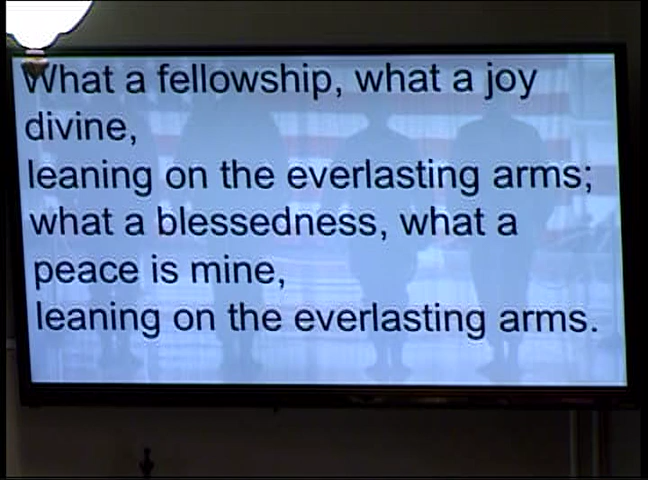 What a fellowship, what a joy
divine,
leaning on the everlasting arms;
what a blessedness, what a
peace is mine,
leaning on the everlasting arms.